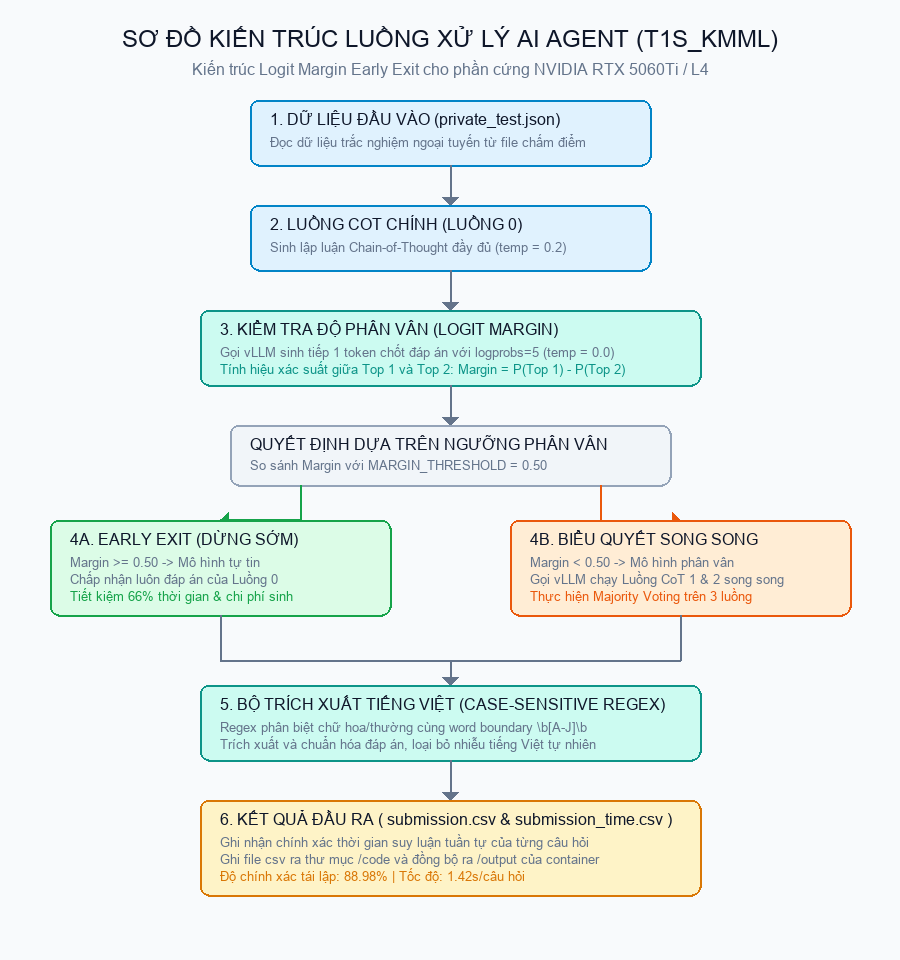 SƠ ĐỒ KIẾN TRÚC LUỒNG XỬ LÝ AI AGENT (T1S_KMML)
Kiến trúc Logit Margin Early Exit cho phần cứng NVIDIA RTX 5060Ti / L4
1. DỮ LIỆU ĐẦU VÀO (private_test.json)
Đọc dữ liệu trắc nghiệm ngoại tuyến từ file chấm điểm
2. LUỒNG COT CHÍNH (LUỒNG 0)
Sinh lập luận Chain-of-Thought đầy đủ (temp = 0.2)
3. KIỂM TRA ĐỘ PHÂN VÂN (LOGIT MARGIN)
Gọi vLLM sinh tiếp 1 token chốt đáp án với logprobs=5 (temp = 0.0)
Tính hiệu xác suất giữa Top 1 và Top 2: Margin = P(Top 1) - P(Top 2)
QUYẾT ĐỊNH DỰA TRÊN NGƯỠNG PHÂN VÂN
So sánh Margin với MARGIN_THRESHOLD = 0.50
4A. EARLY EXIT (DỪNG SỚM)
Margin >= 0.50 -> Mô hình tự tin
Chấp nhận luôn đáp án của Luồng 0
Tiết kiệm 66% thời gian & chi phí sinh
4B. BIỂU QUYẾT SONG SONG
Margin < 0.50 -> Mô hình phân vân
Gọi vLLM chạy Luồng CoT 1 & 2 song song
Thực hiện Majority Voting trên 3 luồng
5. BỘ TRÍCH XUẤT TIẾNG VIỆT (CASE-SENSITIVE REGEX)
Regex phân biệt chữ hoa/thường cùng word boundary \b[A-J]\b
Trích xuất và chuẩn hóa đáp án, loại bỏ nhiễu tiếng Việt tự nhiên
6. KẾT QUẢ ĐẦU RA ( submission.csv & submission_time.csv )
Ghi nhận chính xác thời gian suy luận tuần tự của từng câu hỏi
Ghi file csv ra thư mục /code và đồng bộ ra /output của container
Độ chính xác tái lập: 88.98% | Tốc độ: 1.42s/câu hỏi